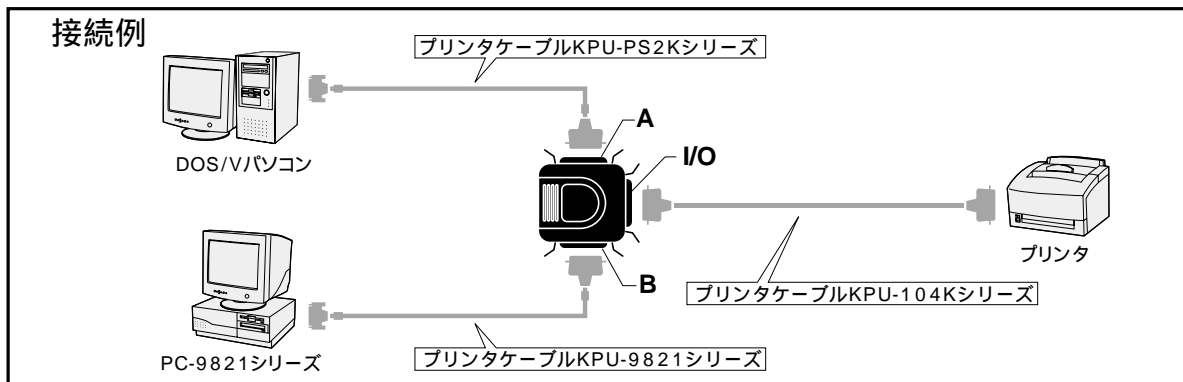 接続例
プリンタケーブルKPU-PS2Kシリーズ
A
I/O
DOS/Vパソコン
プリンタ
B
プリンタケーブルKPU-104Kシリーズ
プリンタケーブルKPU-9821シリーズ
PC-9821シリーズ